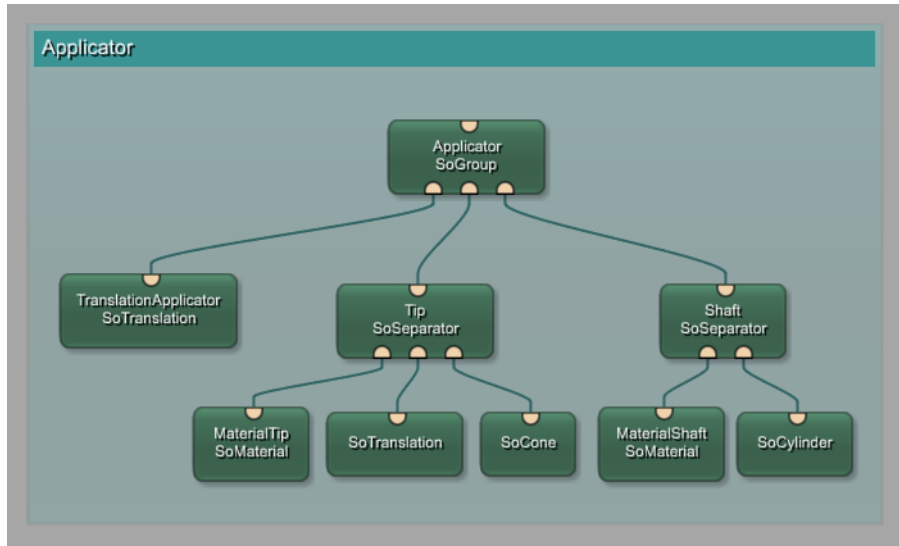 Applicator
Applicator
SoGroup
TranslationApplicator
SoTranslation
Tip
SoSeparator
Shaft
SoSeparator
MaterialTip
SoMaterial
SoTranslation
SoCone
MaterialShaft
SoMaterial
SoCylinder